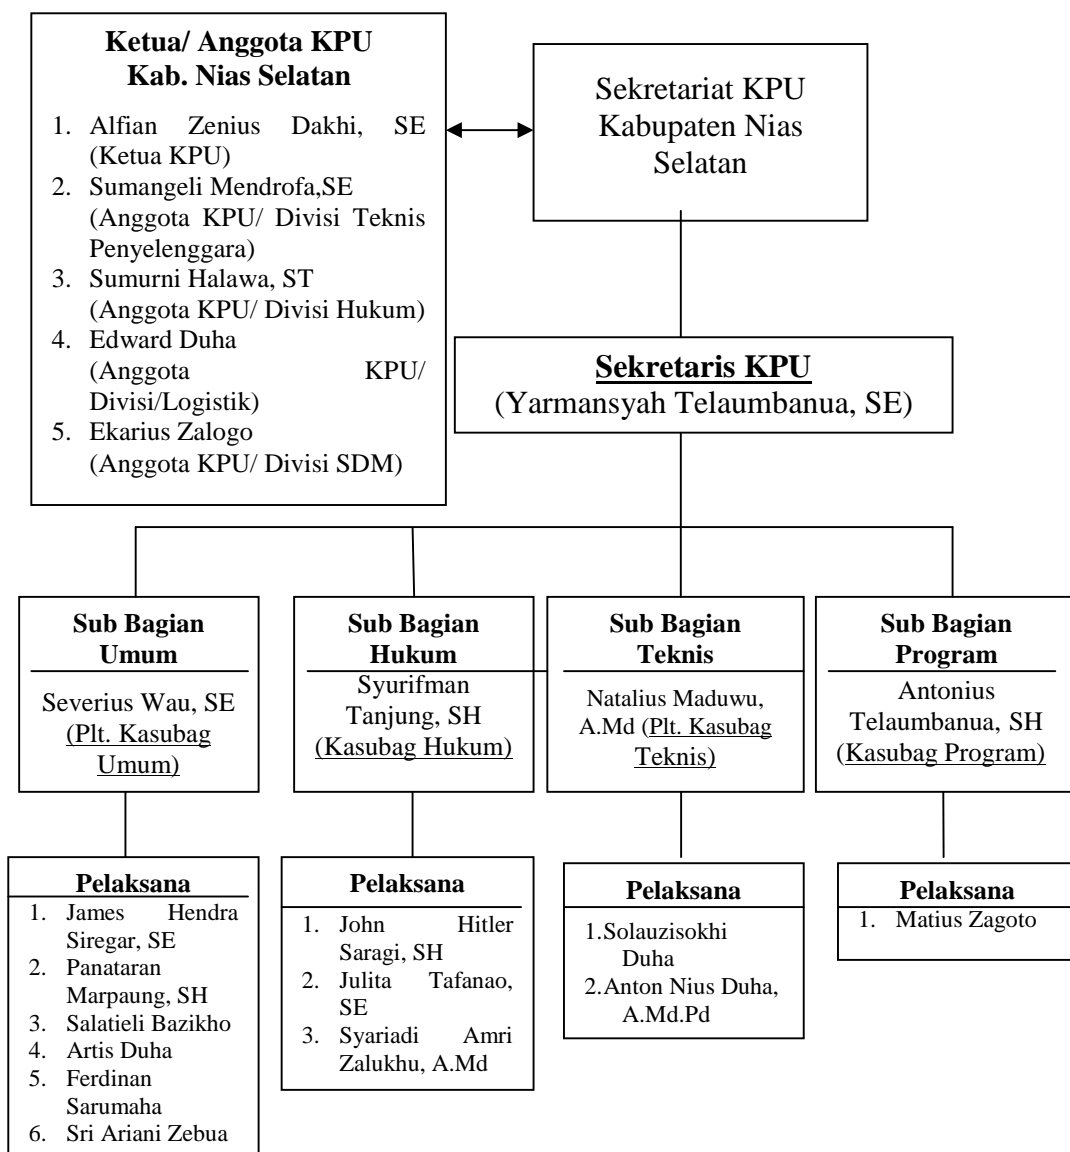 Ketua/ Anggota KPU
Kab. Nias Selatan
1. Alfian Zenius Dakhi, SE
(Ketua KPU)
2. Sumangeli Mendrofa,SE
(Anggota KPU/ Divisi Teknis
Penyelenggara)
3. Sumurni Halawa, ST
(Anggota KPU/ Divisi Hukum)
4. Edward Duha
(Anggota KPU/
Divisi/Logistik)
5. Ekarius Zalogo
(Anggota KPU/ Divisi SDM)
Sekretariat KPU
Kabupaten Nias
Selatan
Sekretaris KPU
(Yarmansyah Telaumbanua, SE)
Sub Bagian
Umum
Severius Wau, SE
(Plt. Kasubag
Umum)
Sub Bagian
Hukum
Syurifman
Tanjung, SH
(Kasubag Hukum)
Sub Bagian
Teknis
Natalius Maduwu,
A.Md (Plt. Kasubag
Teknis)
Sub Bagian
Program
Antonius
Telaumbanua, SH
(Kasubag Program)
Pelaksana
1. James Hendra
Siregar, SE
2. Panataran
Marpaung, SH
3. Salatieli Bazikho
4. Artis Duha
5. Ferdinan
Sarumaha
6. Sri Ariani Zebua
Pelaksana
1. John Hitler
Saragi, SH
2. Julita Tafanao,
SE
3. Syariadi Amri
Zalukhu, A.Md
Pelaksana
1.Solauzisokhi
Duha
2.Anton Nius Duha,
A.Md.Pd
Pelaksana
1. Matius Zagoto